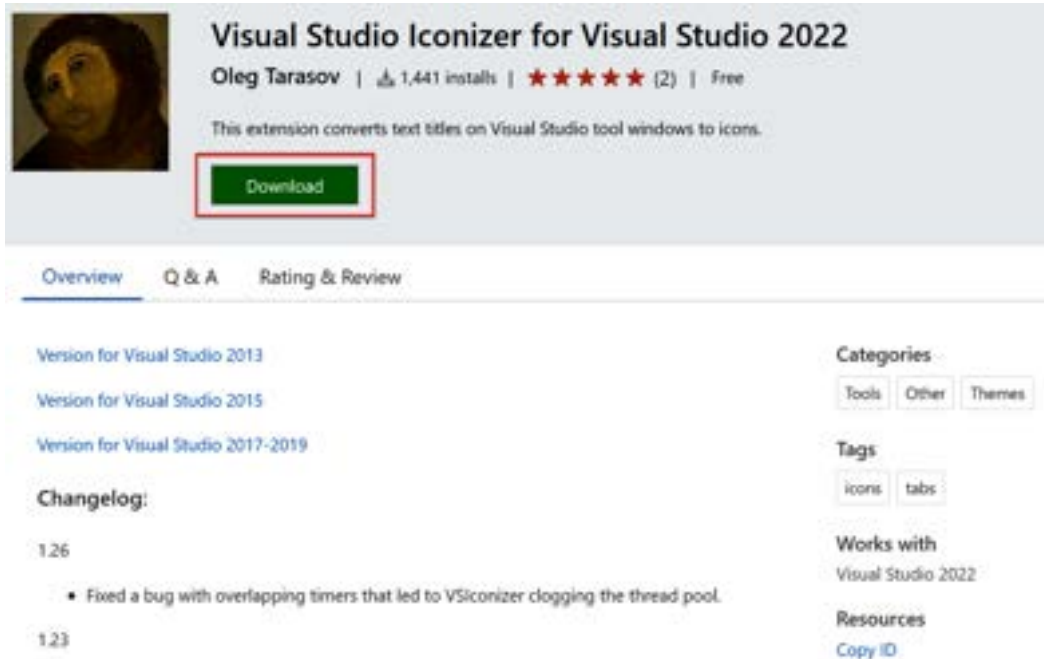 Visual Studio Iconizer for Visual Studio 2022
Oleg Tarasov | 1,441 installs | ★★★★★ (2) | Free
This extension converts text titles on Visual Studio tool windows to icons.
Download
Overview Q & A Rating & Review
Version for Visual Studio 2013
Version for Visual Studio 2015
Version for Visual Studio 2017-2019
Changelog:
1.26
• Fixed a bug with overlapping timers that led to VSIconizer clogging the thread pool.
1.23
Categories
Tools Other Themes
Tags
icons tabs
Works with
Visual Studio 2022
Resources
Copy ID